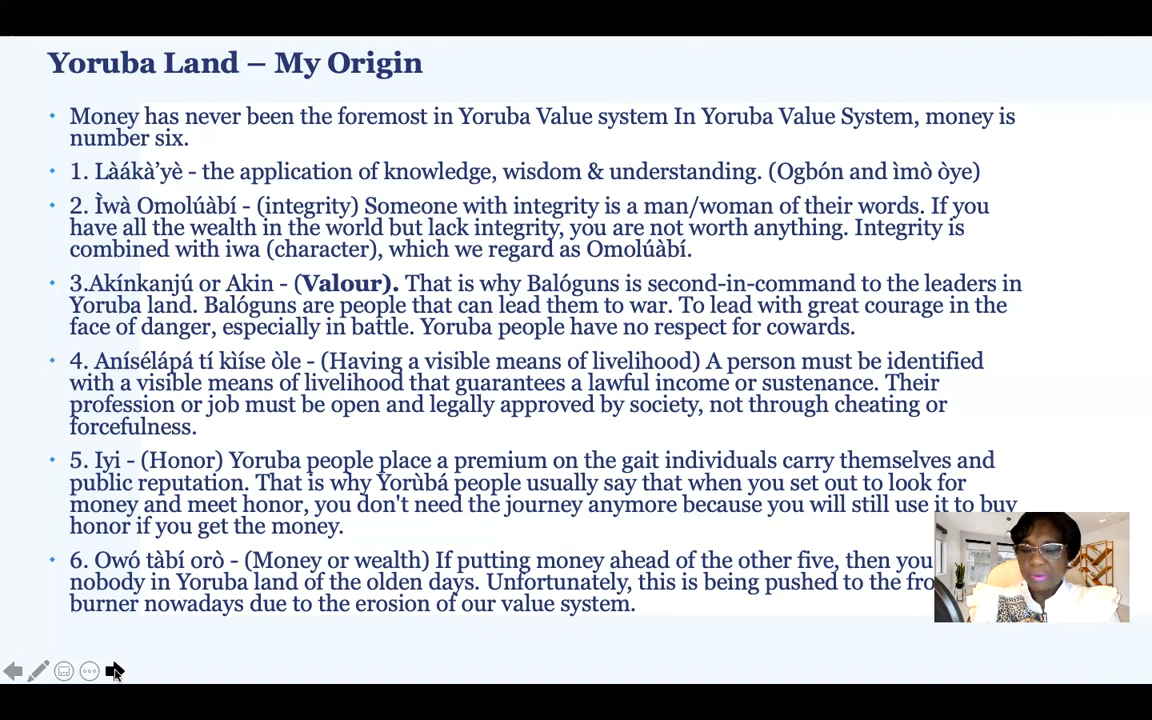 Yoruba Land – My Origin
• Money has never been the foremost in Yoruba Value system In Yoruba Value System, money is
number six.
• 1. Làákà’yè - the application of knowledge, wisdom & understanding. (Ogbón and ìmò òye)
• 2. Ìwà Omolúàbí - (integrity) Someone with integrity is a man/woman of their words. If you
have all the wealth in the world but lack integrity, you are not worth anything. Integrity is
combined with iwa (character), which we regard as Omolúàbí.
• 3.Akínkanjú or Akin - (Valour). That is why Balóguns is second-in-command to the leaders in
Yoruba land. Balóguns are people that can lead them to war. To lead with great courage in the
face of danger, especially in battle. Yoruba people have no respect for cowards.
• 4. Anísélápá tí kìíse òle - (Having a visible means of livelihood) A person must be identified
with a visible means of livelihood that guarantees a lawful income or sustenance. Their
profession or job must be open and legally approved by society, not through cheating or
forcefulness.
• 5. Iyi - (Honor) Yoruba people place a premium on the gait individuals carry themselves and
public reputation. That is why Yorùbá people usually say that when you set out to look for
money and meet honor, you don't need the journey anymore because you will still use it to buy
honor if you get the money.
• 6. Owó tàbí orò - (Money or wealth) If putting money ahead of the other five, then you
nobody in Yoruba land of the olden days. Unfortunately, this is being pushed to the
burner nowadays due to the erosion of our value system.